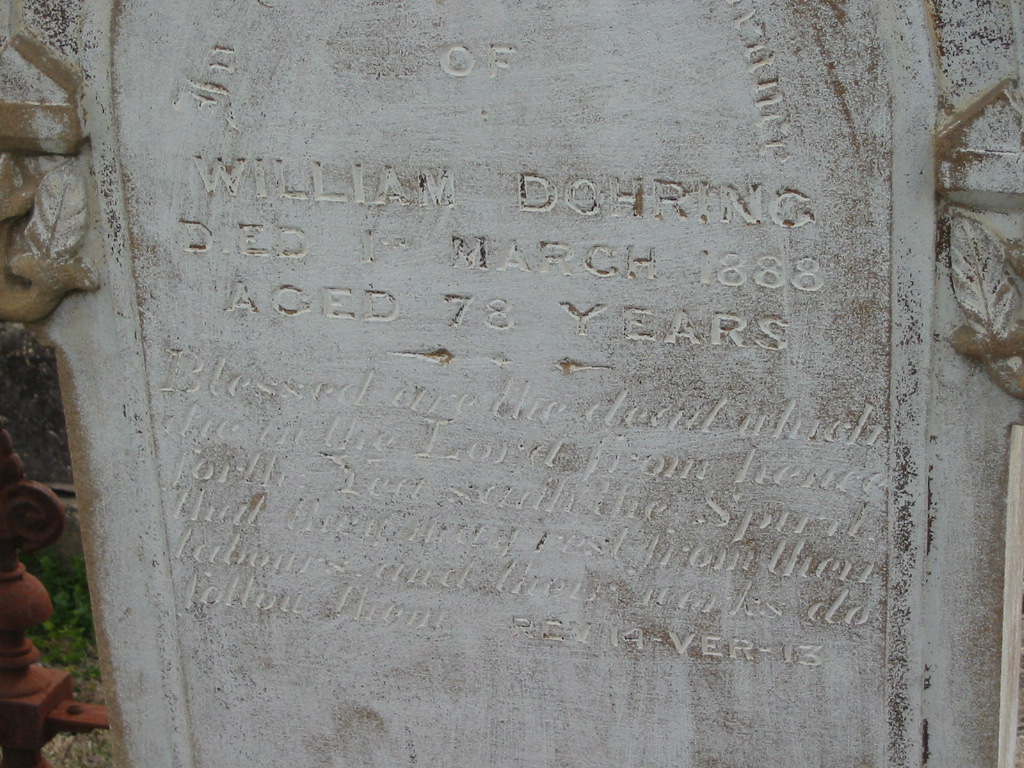 In
OF
WILLIAM DOHRING
DIED 1ST MARCH 1888
AGED 78 YEARS
Blessed are the dead which
die in the Lord from hence
forth. Yea saith the Spirit,
that they may rest from their
labours, and their works do
follow them.
REV 14-VER-13